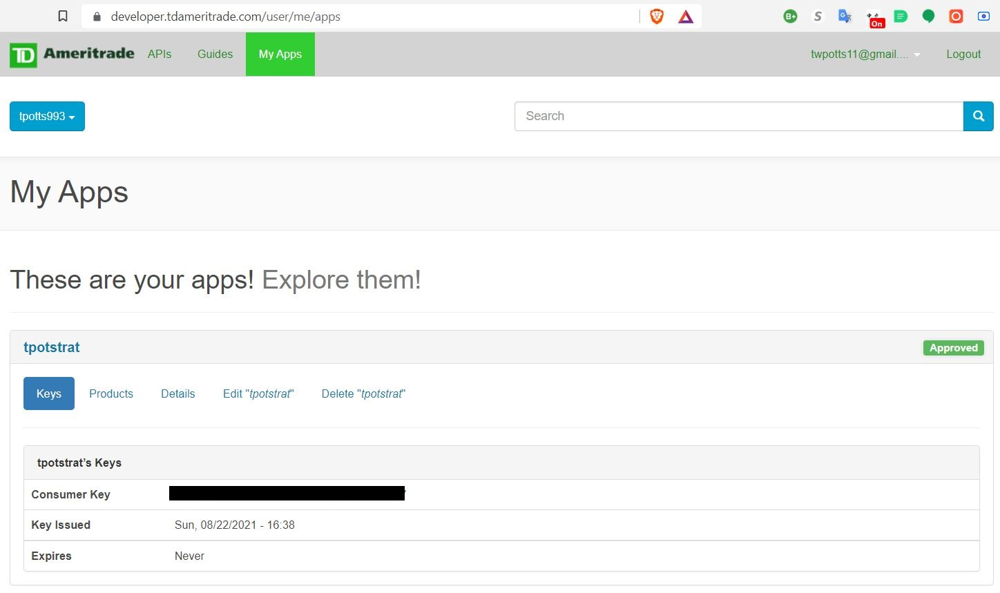 developer.tdameritrade.com/user/me/apps
B+ S G On
TD Ameritrade APIs Guides My Apps twpotts11@gmail.... Logout
tpotts993 Search
My Apps
These are your apps! Explore them!
tpotstrat Approved
Keys Products Details Edit "tpotstrat" Delete "tpotstrat"
tpotstrat’s Keys
Consumer Key
Key Issued Sun, 08/22/2021 - 16:38
Expires Never